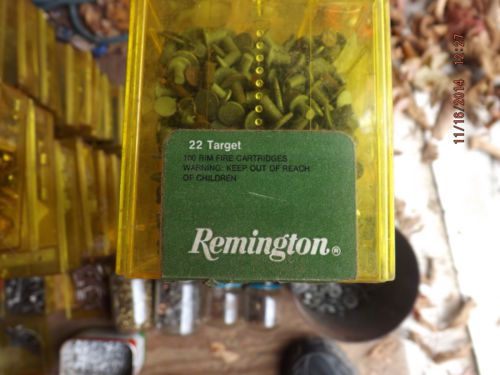 22 Target
100 RIM FIRE CARTRIDGES
WARNING: KEEP OUT OF REACH
OF CHILDREN
Remington®
11/16/2014 12:27